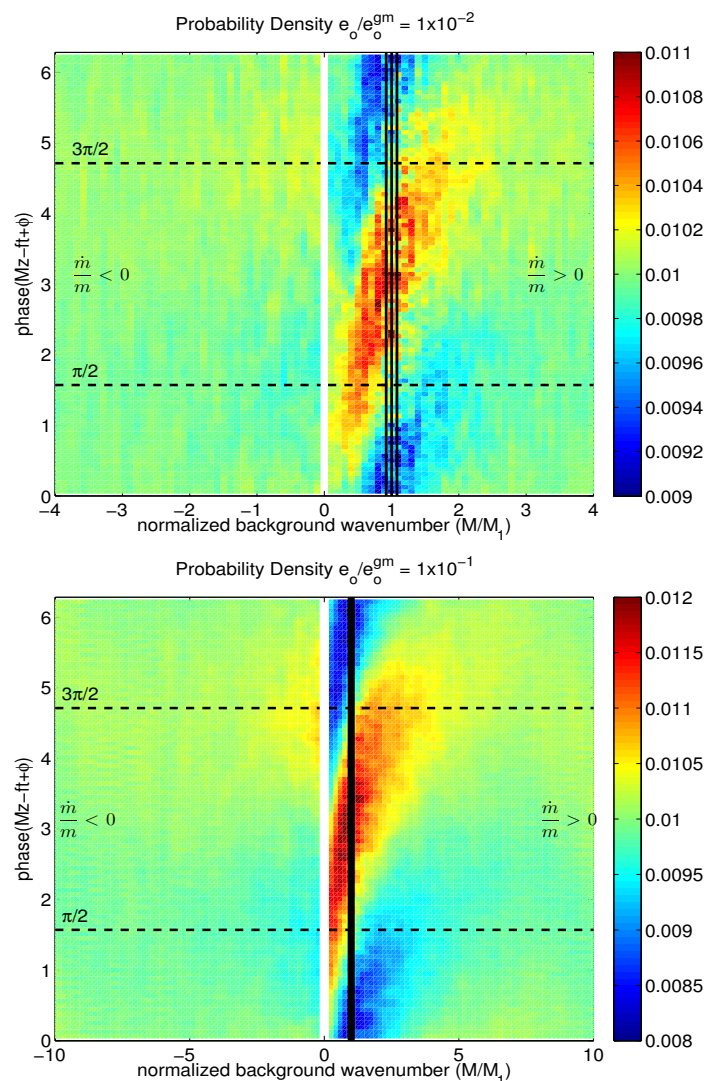 Probability Density e_o/e_o^gm = 1x10^−2
phase(Mz−ft+ϕ)
6
5
4
3
2
1
0
3π/2
π/2
ṁ/m < 0
ṁ/m > 0
−4 −3 −2 −1 0 1 2 3 4
normalized background wavenumber (M/M_1)
0.011
0.0108
0.0106
0.0104
0.0102
0.01
0.0098
0.0096
0.0094
0.0092
0.009
Probability Density e_o/e_o^gm = 1x10^−1
phase(Mz−ft+ϕ)
6
5
4
3
2
1
0
3π/2
π/2
ṁ/m < 0
ṁ/m > 0
−10 −5 0 5 10
normalized background wavenumber (M/M_1)
0.012
0.0115
0.011
0.0105
0.01
0.0095
0.009
0.0085
0.008